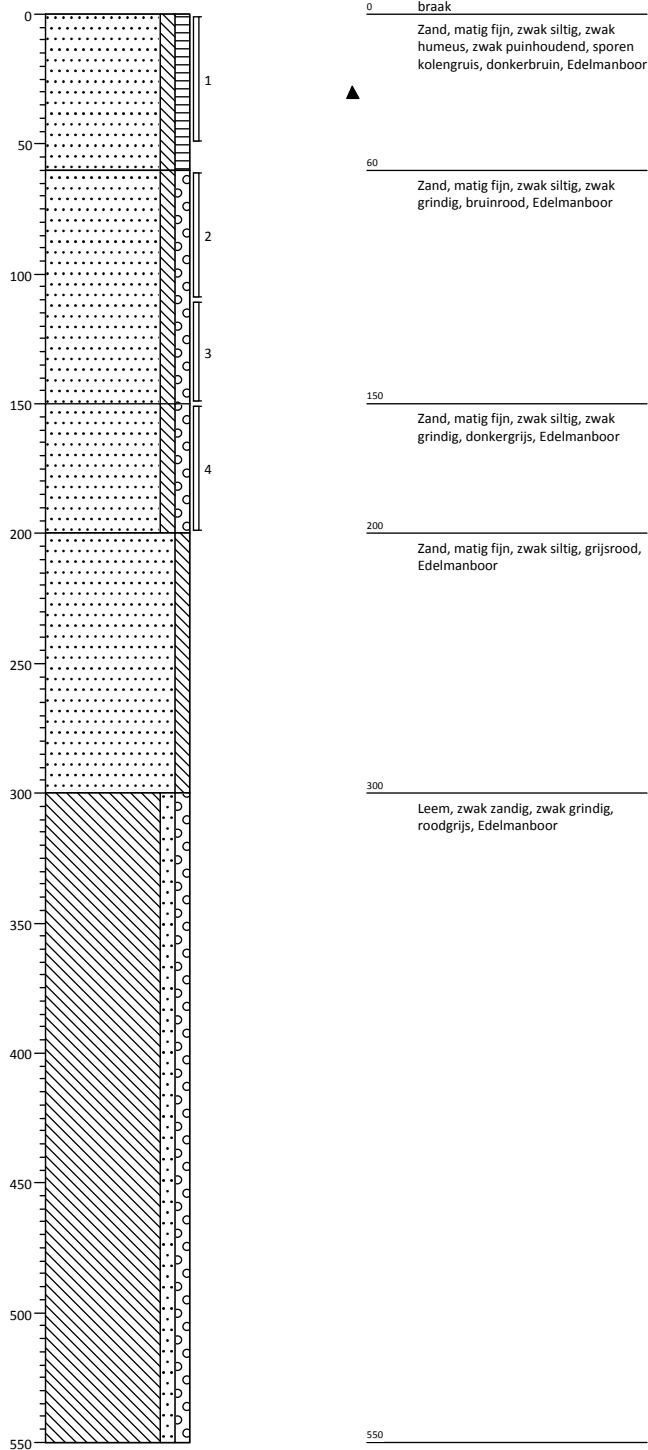 0
50
100
150
200
250
300
350
400
450
500
550
1
2
3
4
0
braak
Zand, matig fijn, zwak siltig, zwak
humeus, zwak puinhoudend, sporen
kolengruis, donkerbruin, Edelmanboor
60
Zand, matig fijn, zwak siltig, zwak
grindig, bruinrood, Edelmanboor
150
Zand, matig fijn, zwak siltig, zwak
grindig, donkergrijs, Edelmanboor
200
Zand, matig fijn, zwak siltig, grijsrood,
Edelmanboor
300
Leem, zwak zandig, zwak grindig,
roodgrijs, Edelmanboor
550